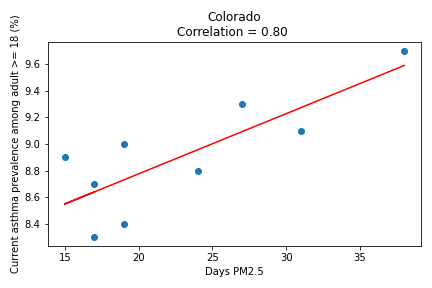 Colorado
Correlation = 0.80
Current asthma prevalence among adult >= 18 (%)
9.6
9.4
9.2
9.0
8.8
8.6
8.4
15 20 25 30 35
Days PM2.5